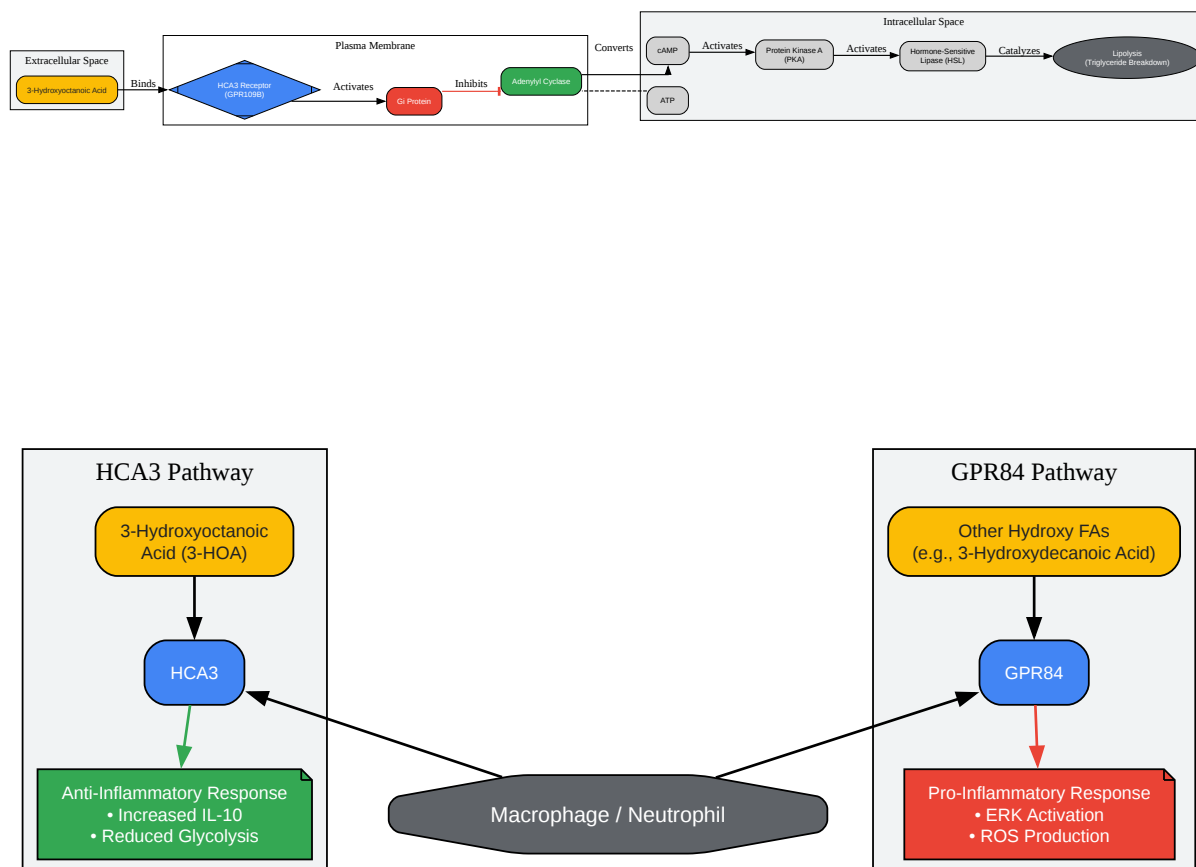 Extracellular Space
3-Hydroxyoctanoic Acid
Binds
Plasma Membrane
HCA3 Receptor
(GPR109B)
Activates
Gi Protein
Inhibits
Adenylyl Cyclase
Converts
Intracellular Space
cAMP
Activates
Protein Kinase A
(PKA)
Activates
Hormone-Sensitive
Lipase (HSL)
Catalyzes
Lipolysis
(Triglyceride Breakdown)
ATP
HCA3 Pathway
3-Hydroxyoctanoic
Acid (3-HOA)
HCA3
Anti-Inflammatory Response
• Increased IL-10
• Reduced Glycolysis
Macrophage / Neutrophil
GPR84 Pathway
Other Hydroxy FAs
(e.g., 3-Hydroxydecanoic Acid)
GPR84
Pro-Inflammatory Response
• ERK Activation
• ROS Production